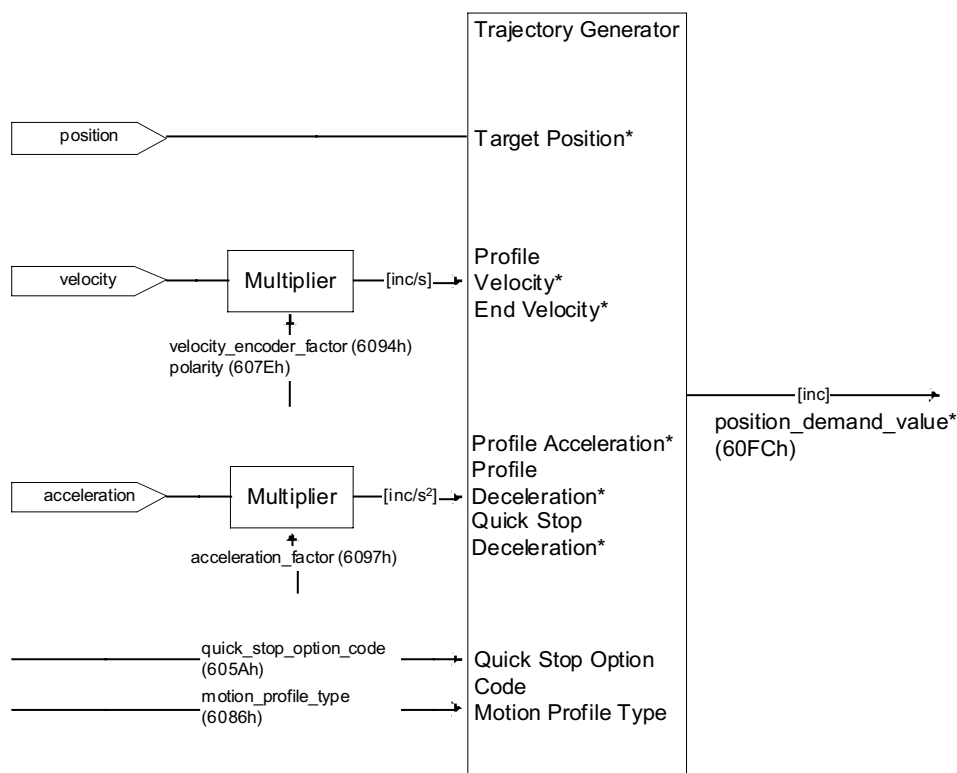 Trajectory Generator
position
Target Position*
velocity
Multiplier
[inc/s]
Profile
Velocity*
End Velocity*
velocity_encoder_factor (6094h)
polarity (607Eh)
[inc]
position_demand_value*
(60FCh)
acceleration
Multiplier
[inc/s²]
Profile Acceleration*
Profile
Deceleration*
Quick Stop
Deceleration*
acceleration_factor (6097h)
quick_stop_option_code
(605Ah)
Quick Stop Option
Code
motion_profile_type
(6086h)
Motion Profile Type